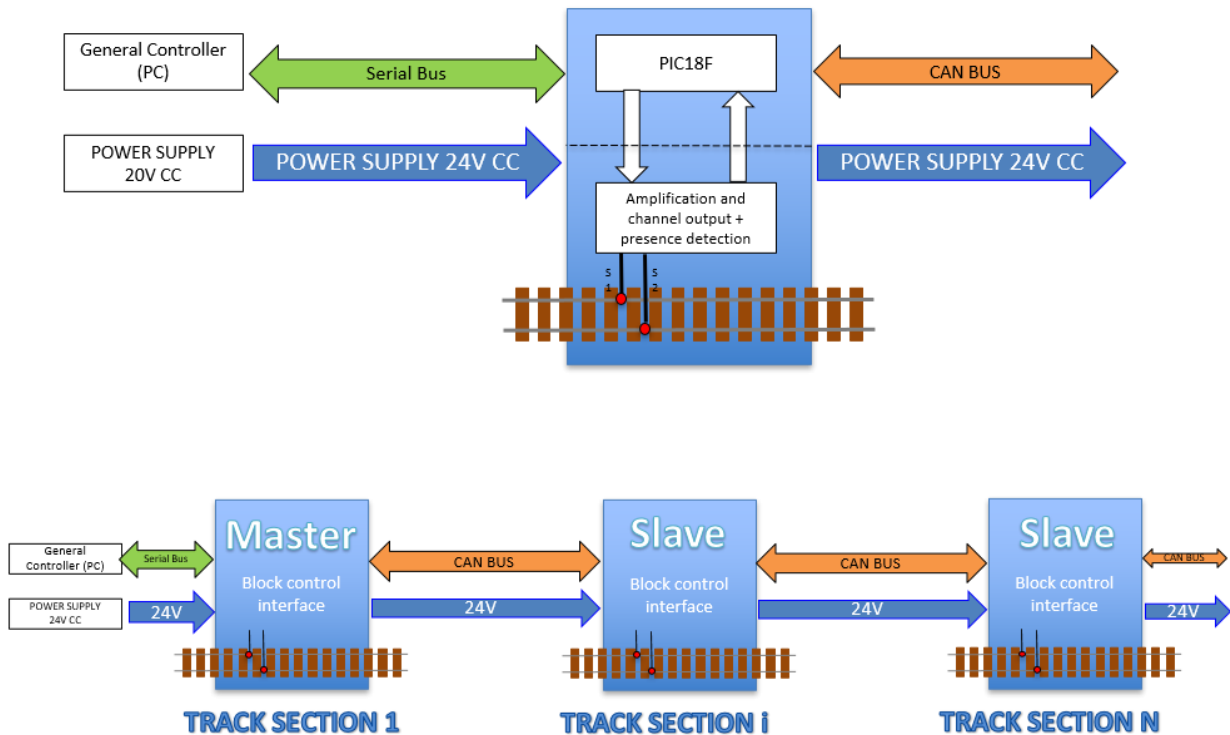 General Controller
(PC)
Serial Bus
PIC18F
CAN BUS
POWER SUPPLY
20V CC
POWER SUPPLY 24V CC
POWER SUPPLY 24V CC
Amplification and
channel output +
presence detection
S
1
S
2
General
Controller (PC)
Serial Bus
Master
Block control
interface
CAN BUS
Slave
Block control
interface
CAN BUS
Slave
Block control
interface
CAN BUS
POWER SUPPLY
24V CC
24V
24V
24V
24V
TRACK SECTION 1
TRACK SECTION i
TRACK SECTION N